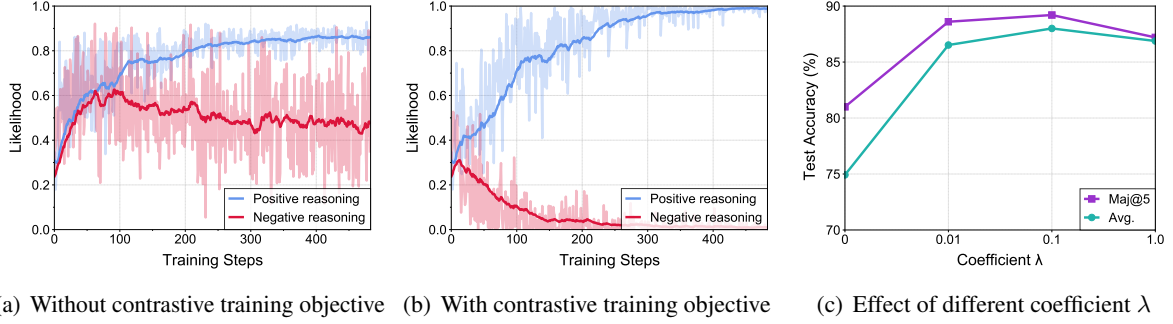 1.0
0.8
0.6
0.4
0.2
0.0
Likelihood
0 100 200 300 400
Training Steps
Positive reasoning
Negative reasoning
1.0
0.8
0.6
0.4
0.2
0.0
Likelihood
0 100 200 300 400
Training Steps
Positive reasoning
Negative reasoning
90
85
80
75
70
Test Accuracy (%)
0 0.01 0.1 1.0
Coefficient λ
Maj@5
Avg.
a) Without contrastive training objective
(b) With contrastive training objective
(c) Effect of different coefficient λ